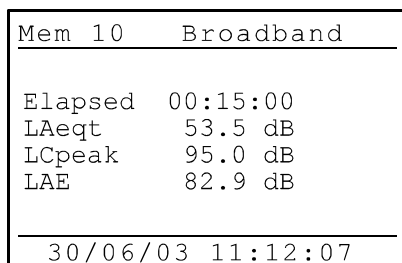 Mem 10 Broadband
Elapsed 00:15:00
LAeqt 53.5 dB
LCpeak 95.0 dB
LAE 82.9 dB
30/06/03 11:12:07